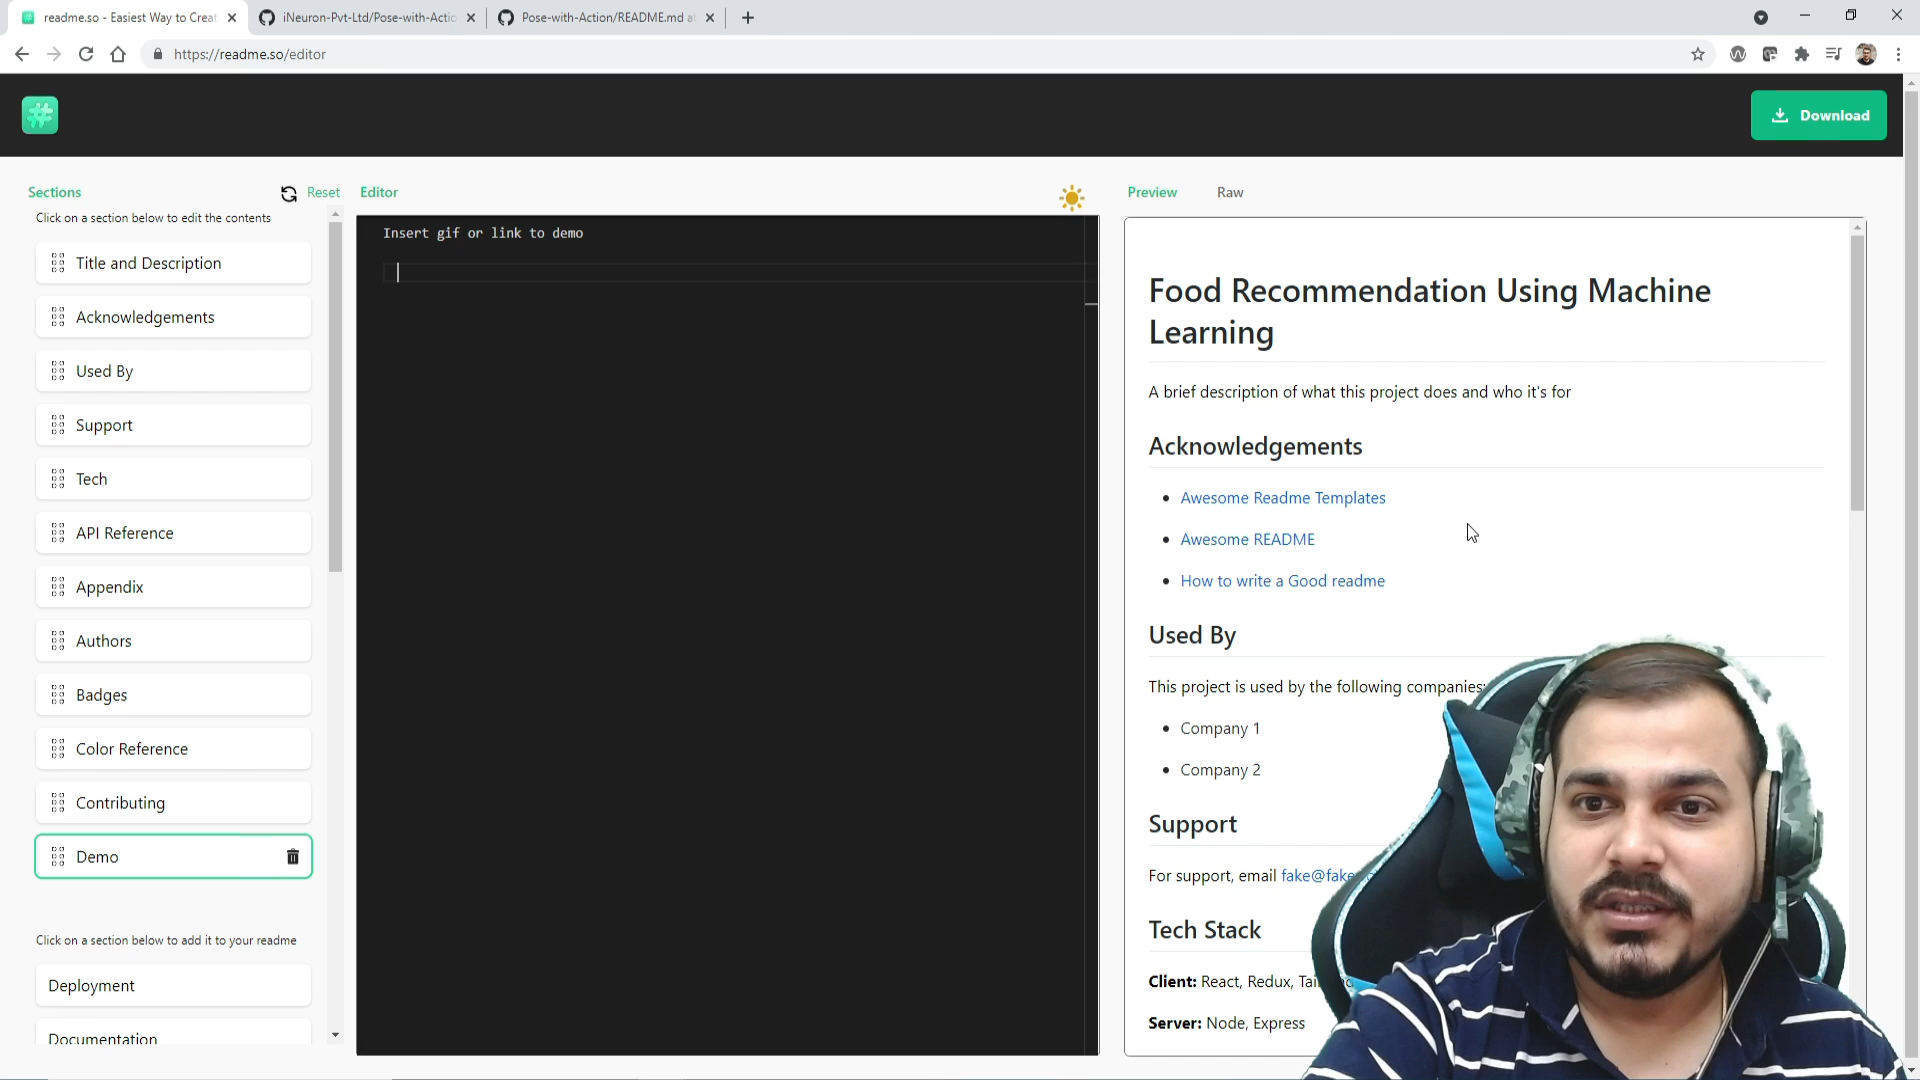 readme.so - Easiest Way to Creat
iNeuron-Pvt-Ltd/Pose-with-Actio
Pose-with-Action/README.md at
https://readme.so/editor
Download
Sections
Reset
Editor
Preview
Raw
Click on a section below to edit the contents
Title and Description
Acknowledgements
Used By
Support
Tech
API Reference
Appendix
Authors
Badges
Color Reference
Contributing
Demo
Click on a section below to add it to your readme
Deployment
Documentation
Insert gif or link to demo
Food Recommendation Using Machine
Learning
A brief description of what this project does and who it's for
Acknowledgements
Awesome Readme Templates
Awesome README
How to write a Good readme
Used By
This project is used by the following companies:
Company 1
Company 2
Support
For support, email fake@fake
Tech Stack
Client: React, Redux,
Server: Node, Express